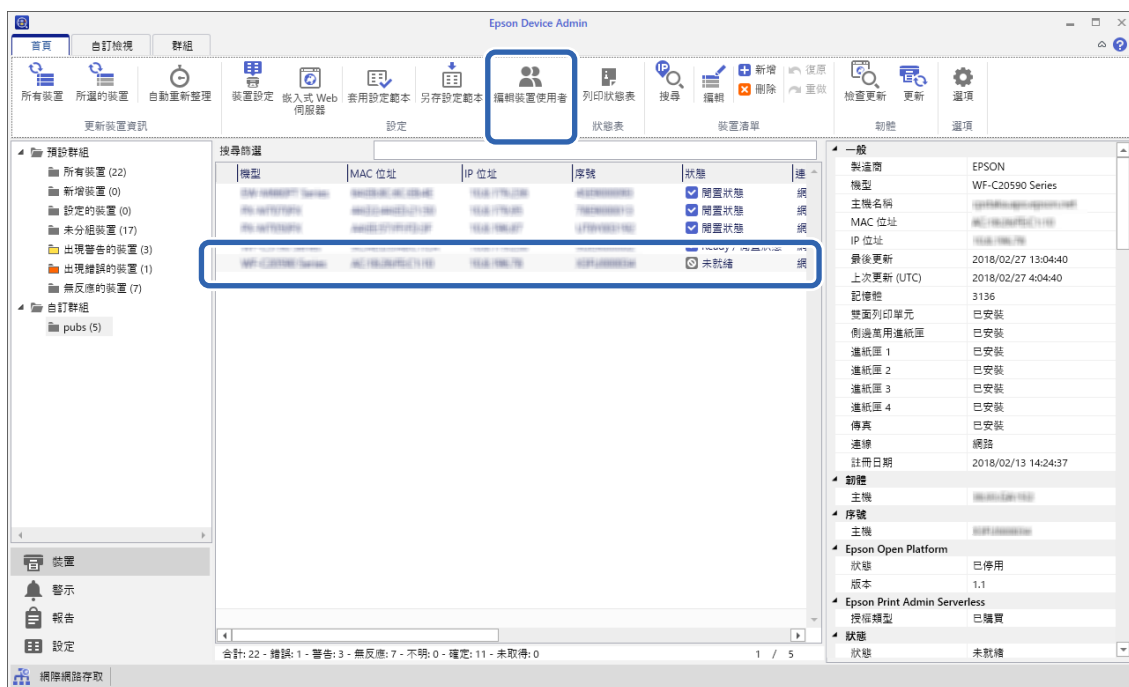 Epson Device Admin
首頁 自訂檢視 群組
所有裝置 所選的裝置 自動重新整理 裝置設定 嵌入式 Web 伺服器 套用設定範本 另存設定範本 編輯裝置使用者 列印狀態表 搜尋 編輯 新增 刪除 復原 重做 檢查更新 更新 選項
更新裝置資訊 設定 狀態表 裝置清單 韌體 選項
預設群組
所有裝置 (22)
新增裝置 (0)
設定的裝置 (0)
未分組裝置 (17)
出現警告的裝置 (3)
出現錯誤的裝置 (1)
無反應的裝置 (7)
自訂群組
pubs (5)
裝置
警示
報告
設定
搜尋篩選
機型 MAC 位址 IP 位址 序號 狀態 連
閒置狀態 網
閒置狀態 網
閒置狀態 網
未就緒 網
合計: 22 - 錯誤: 1 - 警告: 3 - 無反應: 7 - 不明: 0 - 確定: 11 - 未取得: 0 1 / 5
一般
製造商 EPSON
機型 WF-C20590 Series
主機名稱
MAC 位址
IP 位址
最後更新 2018/02/27 13:04:40
上次更新 (UTC) 2018/02/27 4:04:40
記憶體 3136
雙面列印單元 已安裝
側邊萬用進紙匣 已安裝
進紙匣 1 已安裝
進紙匣 2 已安裝
進紙匣 3 已安裝
進紙匣 4 已安裝
傳真 已安裝
連線 網路
註冊日期 2018/02/13 14:24:37
韌體
主機
序號
主機
Epson Open Platform
狀態 已停用
版本 1.1
Epson Print Admin Serverless
授權類型 已購買
狀態
狀態 未就緒
網際網路存取